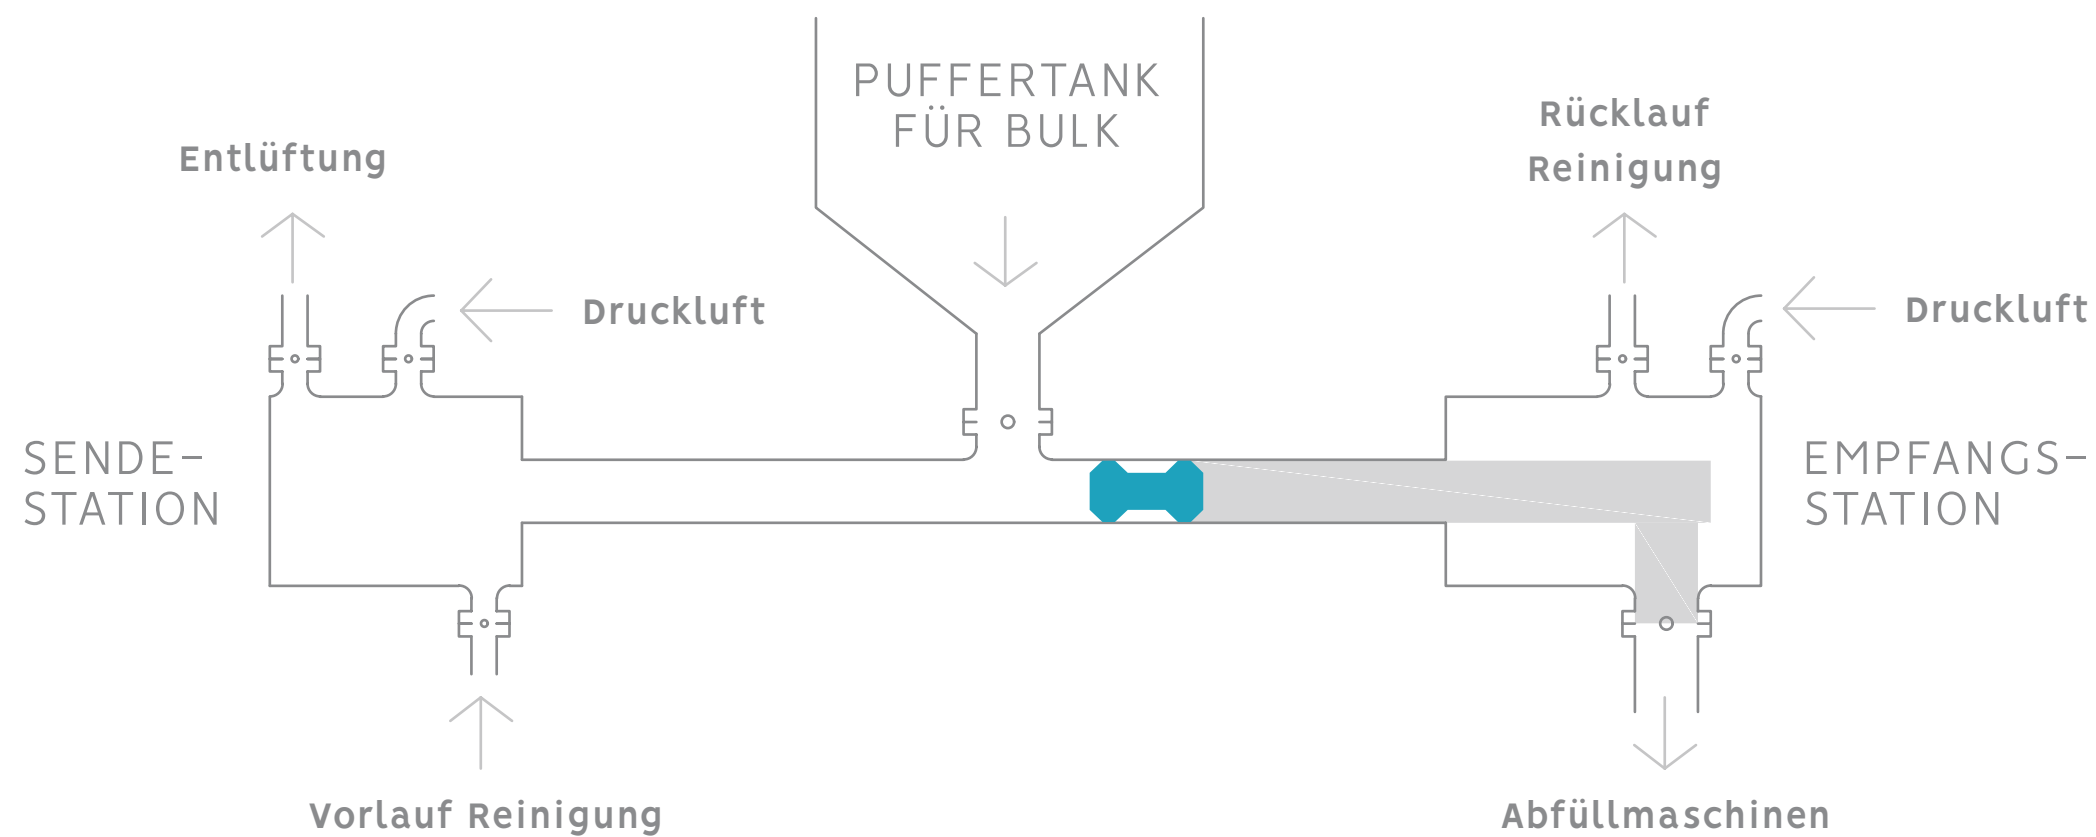 PUFFERTANK
FÜR BULK
Entlüftung
Rücklauf
Reinigung
Druckluft
Druckluft
SENDE-
STATION
EMPFANGS-
STATION
Vorlauf Reinigung
Abfüllmaschinen